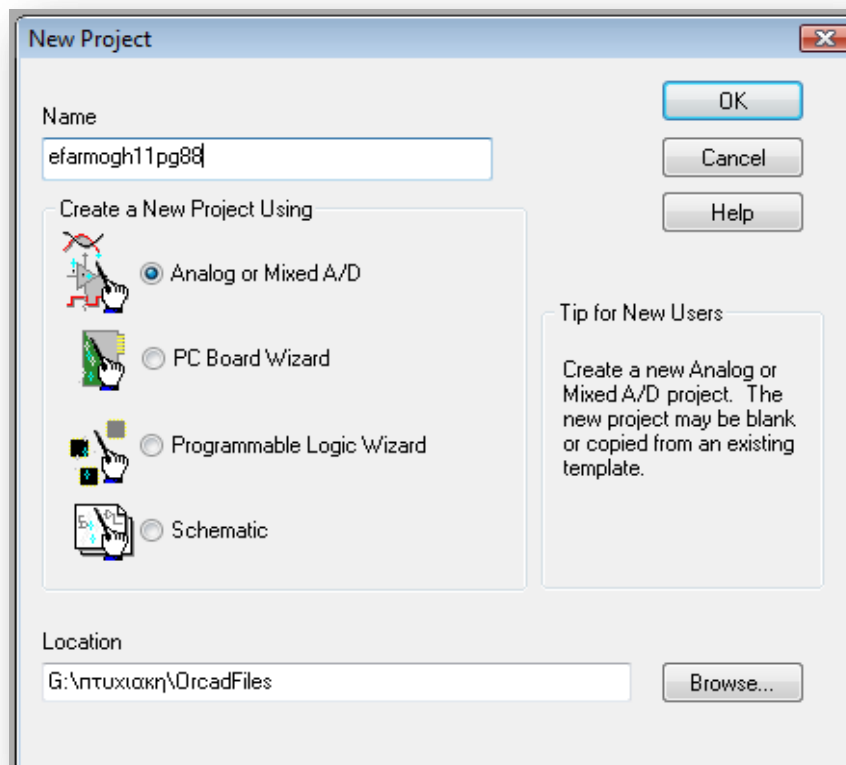 New Project
Name
efarmogh11pg88
OK
Cancel
Help
Create a New Project Using
Analog or Mixed A/D
PC Board Wizard
Programmable Logic Wizard
Schematic
Tip for New Users
Create a new Analog or
Mixed A/D project. The
new project may be blank
or copied from an existing
template.
Location
G:\πτυχιακη\OrcadFiles
Browse...